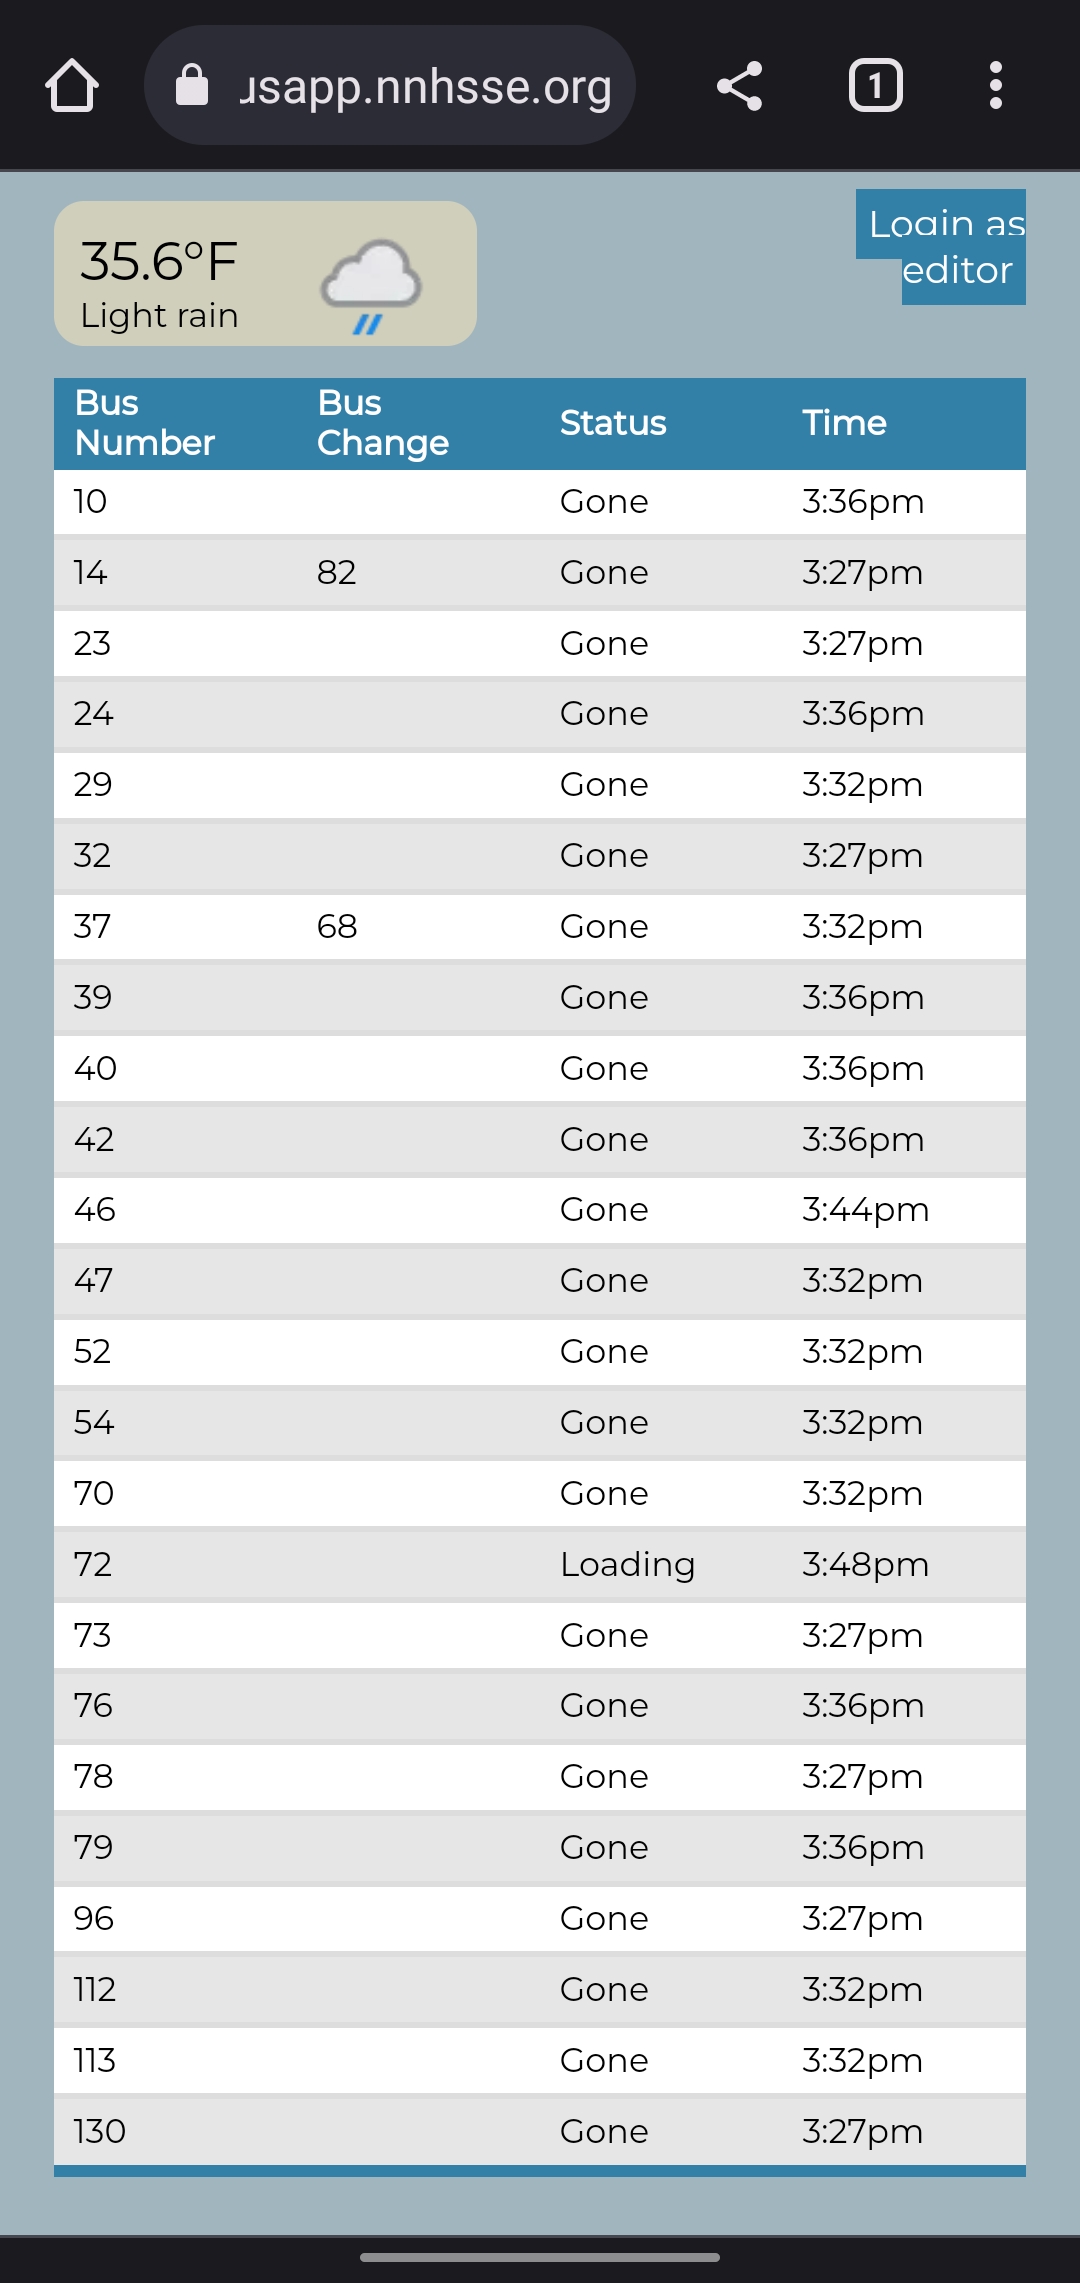 usapp.nnhsse.org
1
35.6°F
Light rain
Login as
editor
Bus Number Bus Change Status Time
10 Gone 3:36pm
14 82 Gone 3:27pm
23 Gone 3:27pm
24 Gone 3:36pm
29 Gone 3:32pm
32 Gone 3:27pm
37 68 Gone 3:32pm
39 Gone 3:36pm
40 Gone 3:36pm
42 Gone 3:36pm
46 Gone 3:44pm
47 Gone 3:32pm
52 Gone 3:32pm
54 Gone 3:32pm
70 Gone 3:32pm
72 Loading 3:48pm
73 Gone 3:27pm
76 Gone 3:36pm
78 Gone 3:27pm
79 Gone 3:36pm
96 Gone 3:27pm
112 Gone 3:32pm
113 Gone 3:32pm
130 Gone 3:27pm